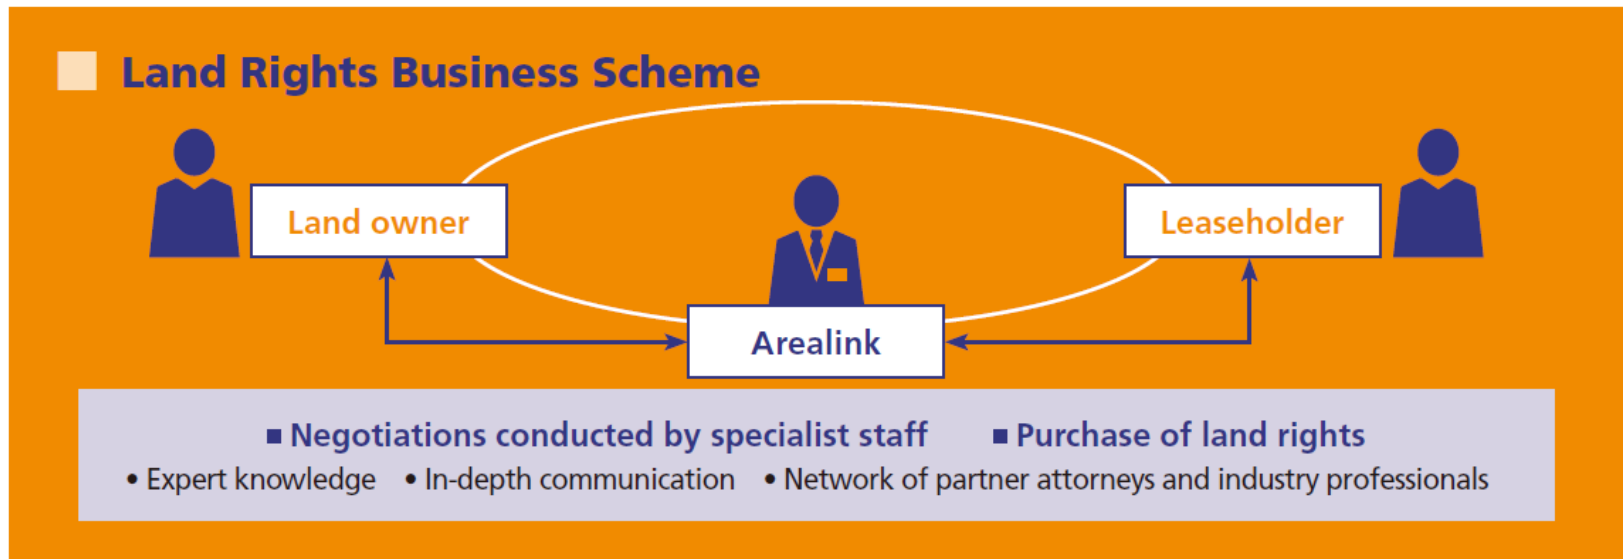 Land Rights Business Scheme
Land owner
Leaseholder
Arealink
■ Negotiations conducted by specialist staff ■ Purchase of land rights
• Expert knowledge • In-depth communication • Network of partner attorneys and industry professionals